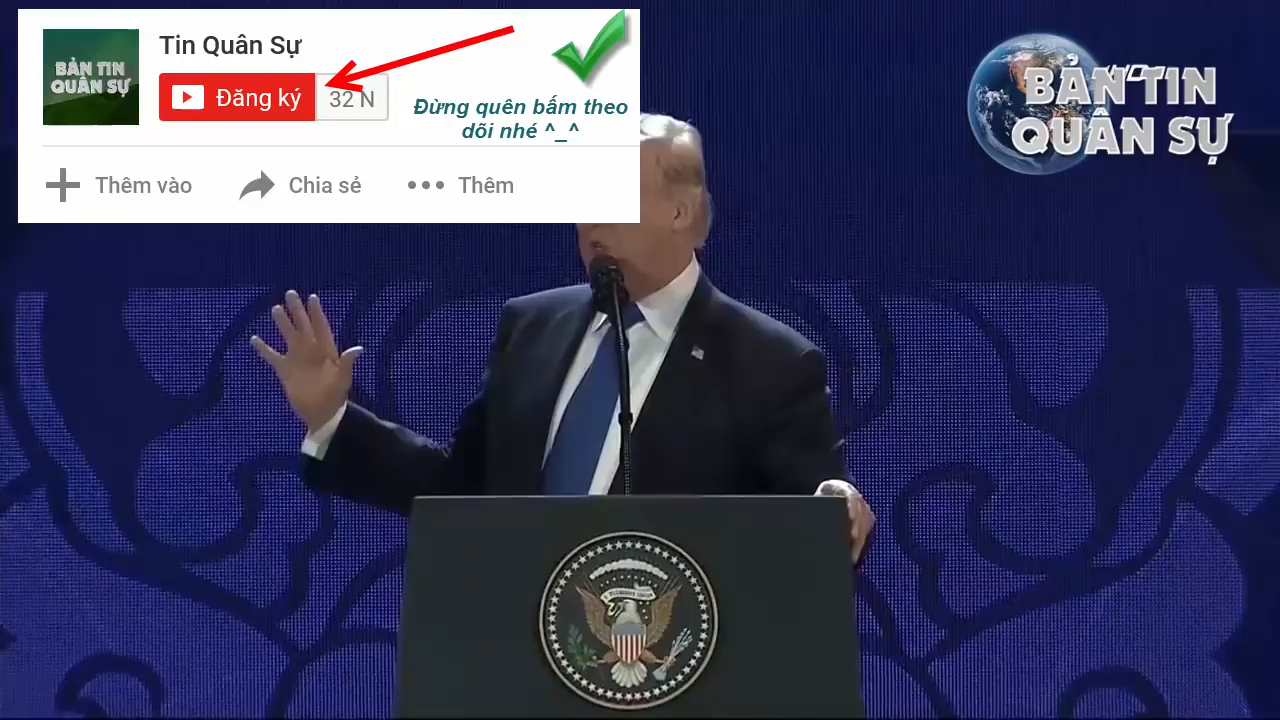 Tin Quân Sự
BẢN TIN
QUÂN SỰ
Đăng ký
32 N
Đừng quên bấm theo
dõi nhé ^_^
Thêm vào
Chia sẻ
Thêm
BẢN TIN
QUÂN SỰ